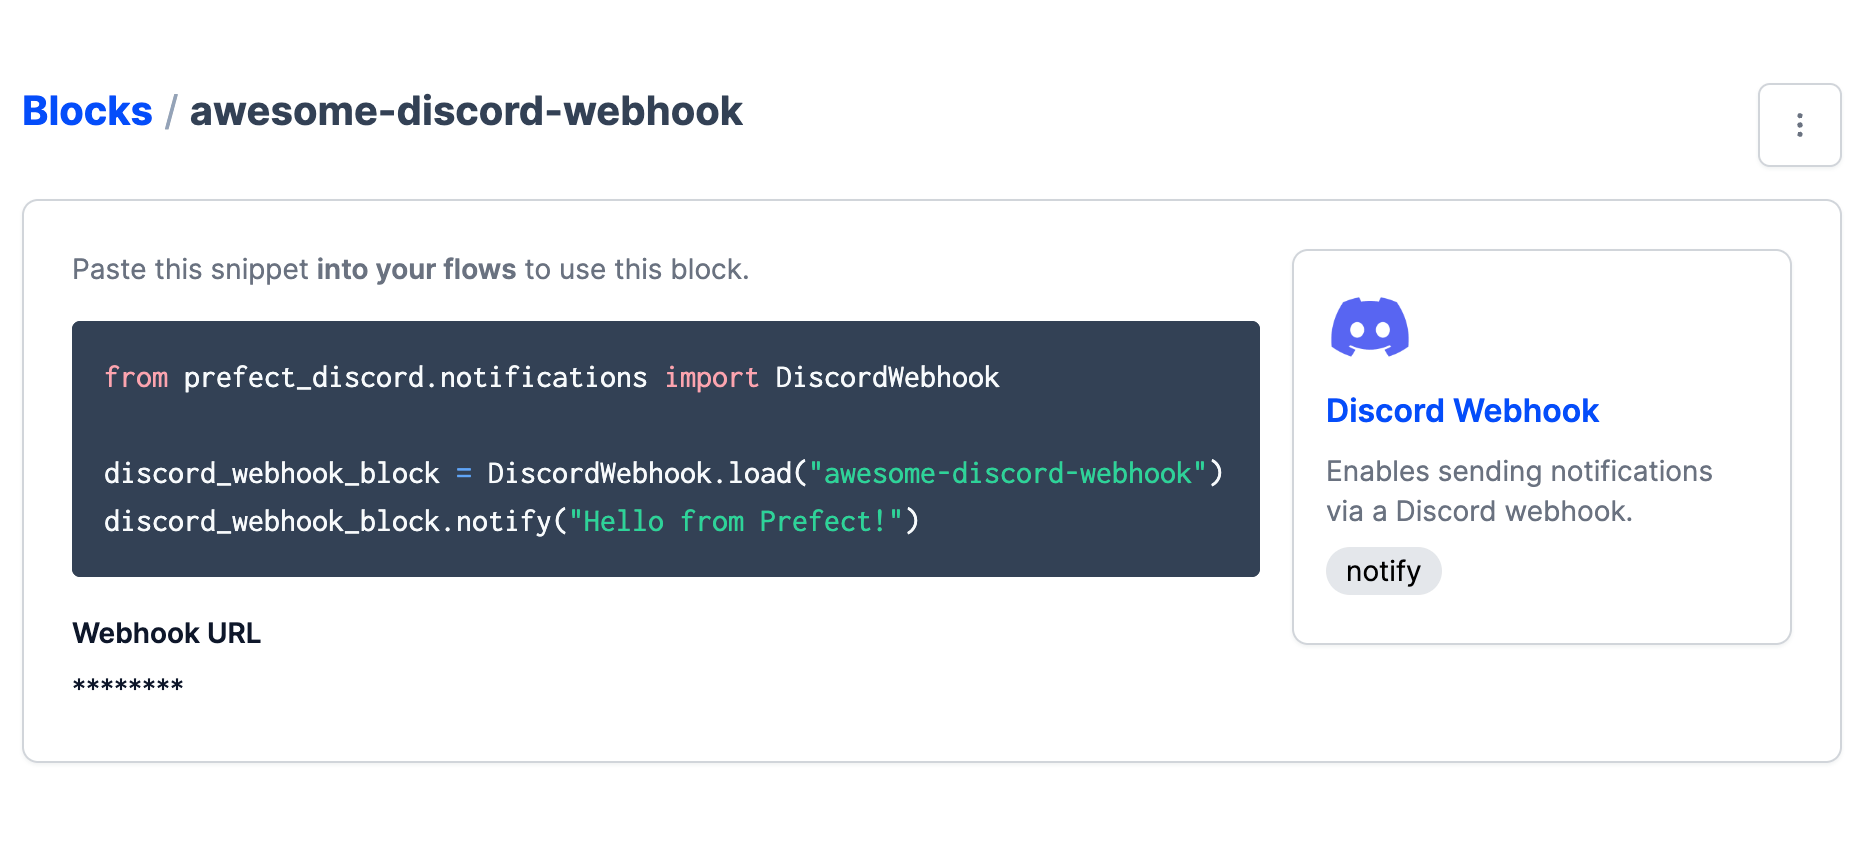 Blocks / awesome-discord-webhook
Paste this snippet into your flows to use this block.
from prefect_discord.notifications import DiscordWebhook
discord_webhook_block = DiscordWebhook.load("awesome-discord-webhook")
discord_webhook_block.notify("Hello from Prefect!")
Webhook URL
********
Discord Webhook
Enables sending notifications
via a Discord webhook.
notify